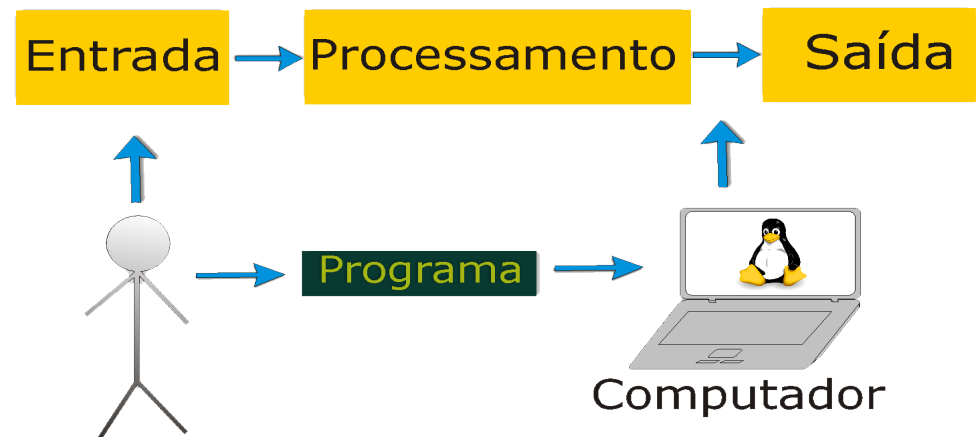 Entrada
Processamento
Saída
Programa
Computador